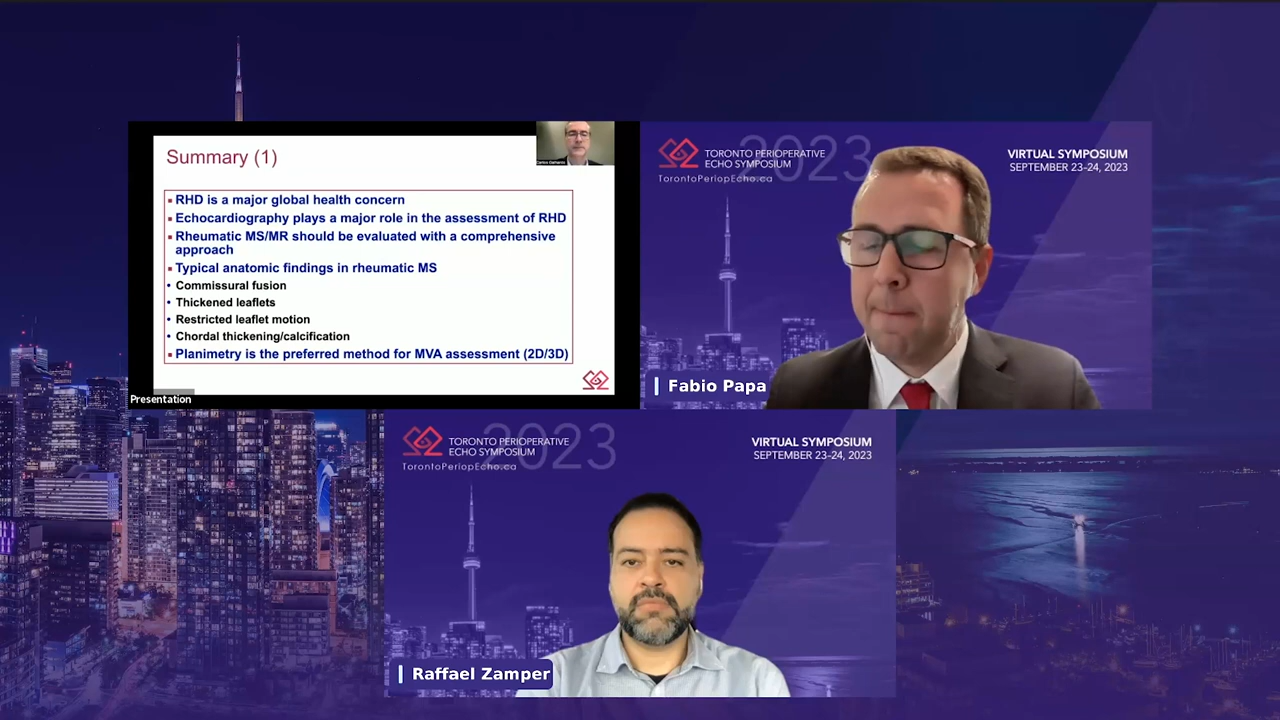 Summary (1)
RHD is a major global health concern
Echocardiography plays a major role in the assessment of RHD
Rheumatic MS/MR should be evaluated with a comprehensive
approach
Typical anatomic findings in rheumatic MS
Commissural fusion
Thickened leaflets
Restricted leaflet motion
Chordal thickening/calcification
Planimetry is the preferred method for MVA assessment (2D/3D)
Presentation
2023
TORONTO PERIOPERATIVE
ECHO SYMPOSIUM
TorontoPeriopEcho.ca
VIRTUAL SYMPOSIUM
SEPTEMBER 23-24, 2023
Fabio Papa
2023
TORONTO PERIOPERATIVE
ECHO SYMPOSIUM
TorontoPeriopEcho.ca
VIRTUAL SYMPOSIUM
SEPTEMBER 23-24, 2023
Raffael Zamper